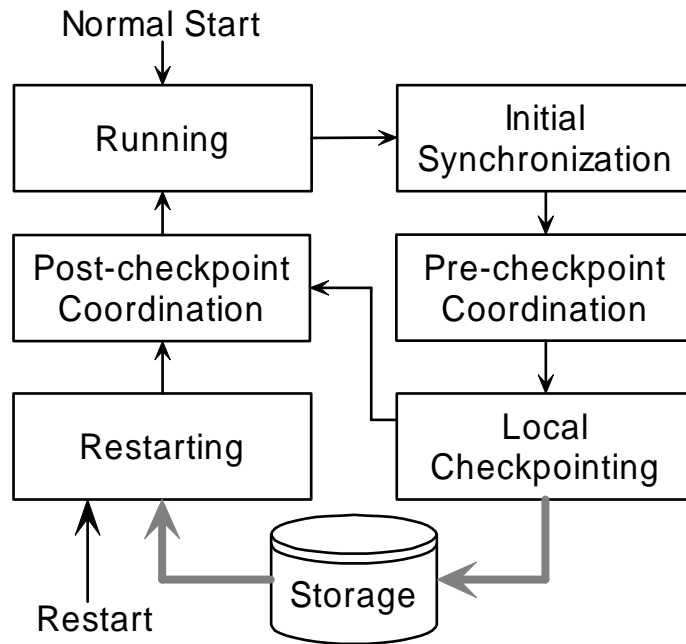 Normal Start
Running
Initial
Synchronization
Post-checkpoint
Coordination
Pre-checkpoint
Coordination
Restarting
Local
Checkpointing
Storage
Restart